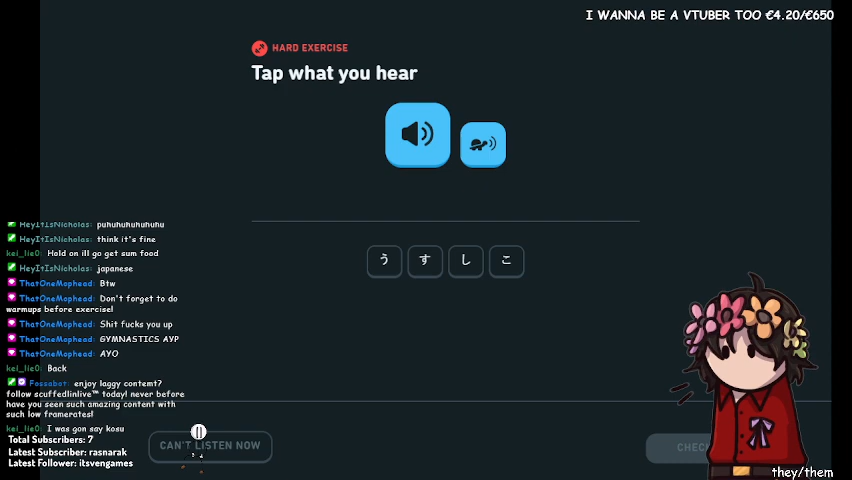 I WANNA BE A VTUBER TOO €4.20/€650
HARD EXERCISE
Tap what you hear
う
す
し
こ
HeyItIsNicholas: puhuhuhuhuhuhu
HeyItIsNicholas: think it's fine
kei_lie0: Hold on ill go get sum food
HeyItIsNicholas: japanese
ThatOneMophead: Btw
ThatOneMophead: Don't forget to do
warmups before exercise!
ThatOneMophead: Shit fucks you up
ThatOneMophead: GYMNASTICS AYP
ThatOneMophead: AYO
kei_lie0: Back
Fossabot: enjoy laggy content?
follow scuffedlinlive™ today! never before
have you seen such amazing content with
such low framerates!
kei_lie0: I was gon say kosu
Total Subscribers: 7
Latest Subscriber: rasnarak
Latest Follower: itsvengames
CAN'T LISTEN NOW
CHEC
they/them